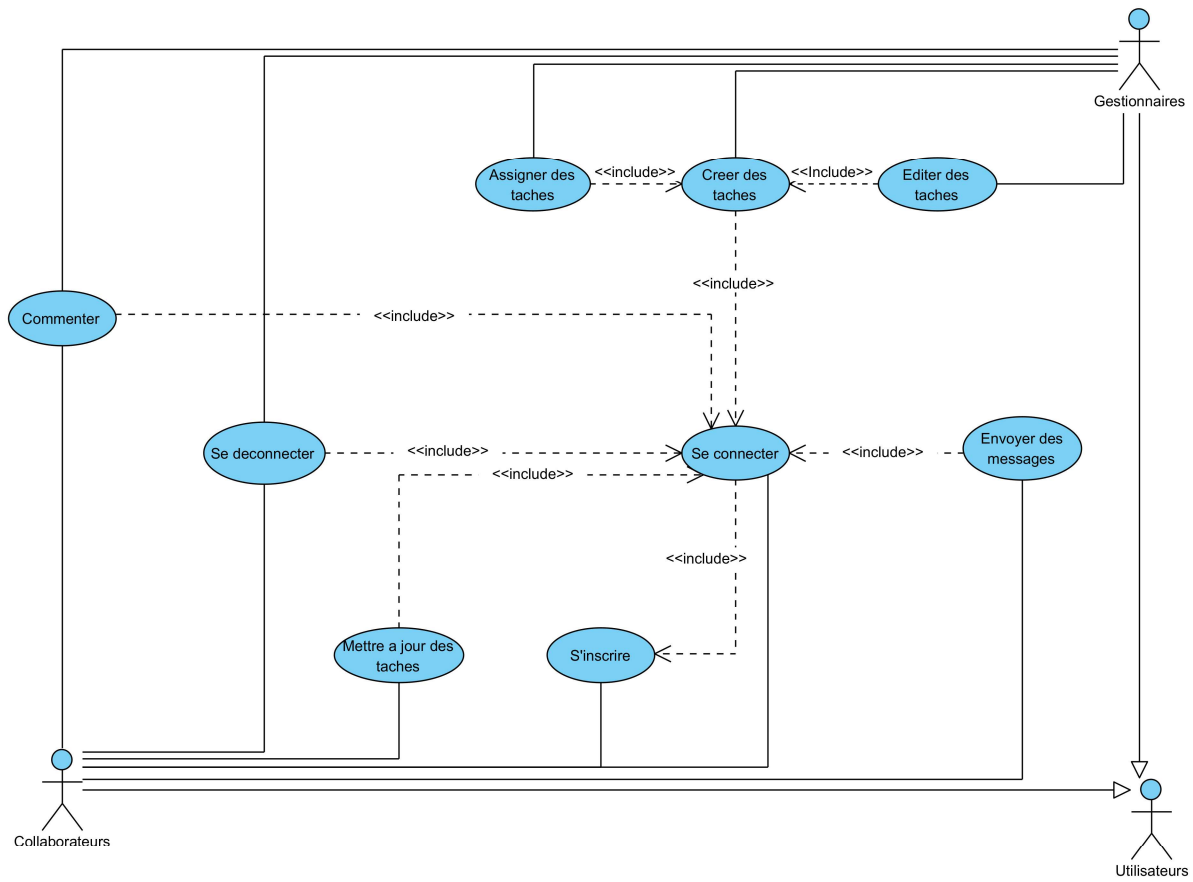 Gestionnaires
Assigner des
taches
<<include>>
Creer des
taches
<<Include>>
Editer des
taches
<<include>>
Commenter
<<include>>
Se deconnecter
<<include>>
<<include>>
Se connecter
<<include>>
Envoyer des
messages
<<include>>
Mettre a jour des
taches
S'inscrire
Collaborateurs
Utilisateurs